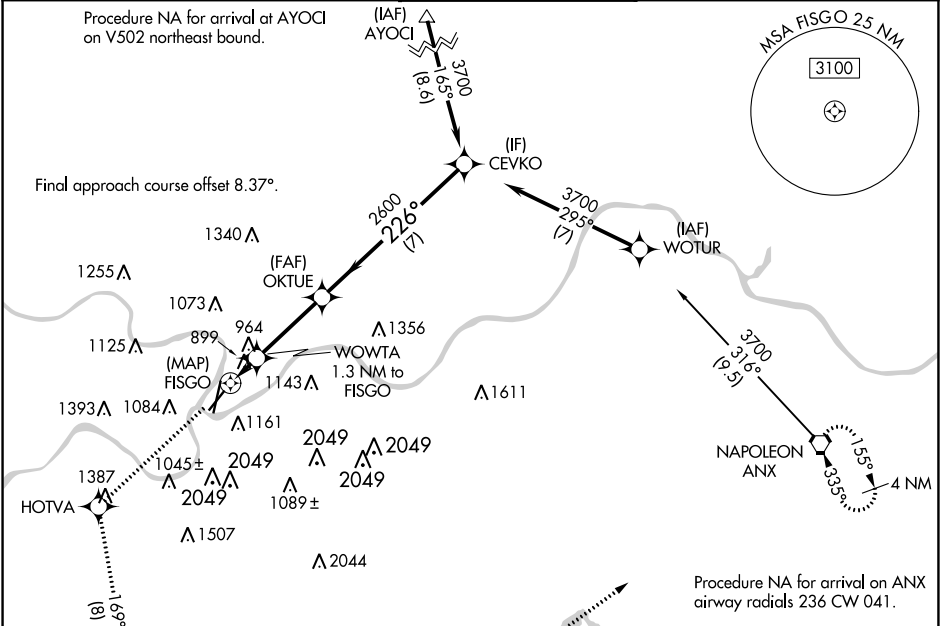 Procedure NA for arrival at AYOCI
on V502 northeast bound.
(IAF)
AYOCI
3700
165°
(8.6)
MSA FISGO 25 NM
3100
(IF)
CEVKO
Final approach course offset 8.37°.
2600
226°
(7)
3700
295°
(7)
(IAF)
WOTUR
1340
1255
(FAF)
OKTUE
1073
964
899
1356
1125
WOWTA
1.3 NM to
FISGO
(MAP)
FISGO
1143
3700
316°
(9.5)
1611
1393
1084
1161
2049
2049
NAPOLEON
ANX
155°
335°
4 NM
1045±
2049
2049
2049
1387
1089±
HOTVA
1507
2044
169°
(8)
Procedure NA for arrival on ANX
airway radials 236 CW 041.